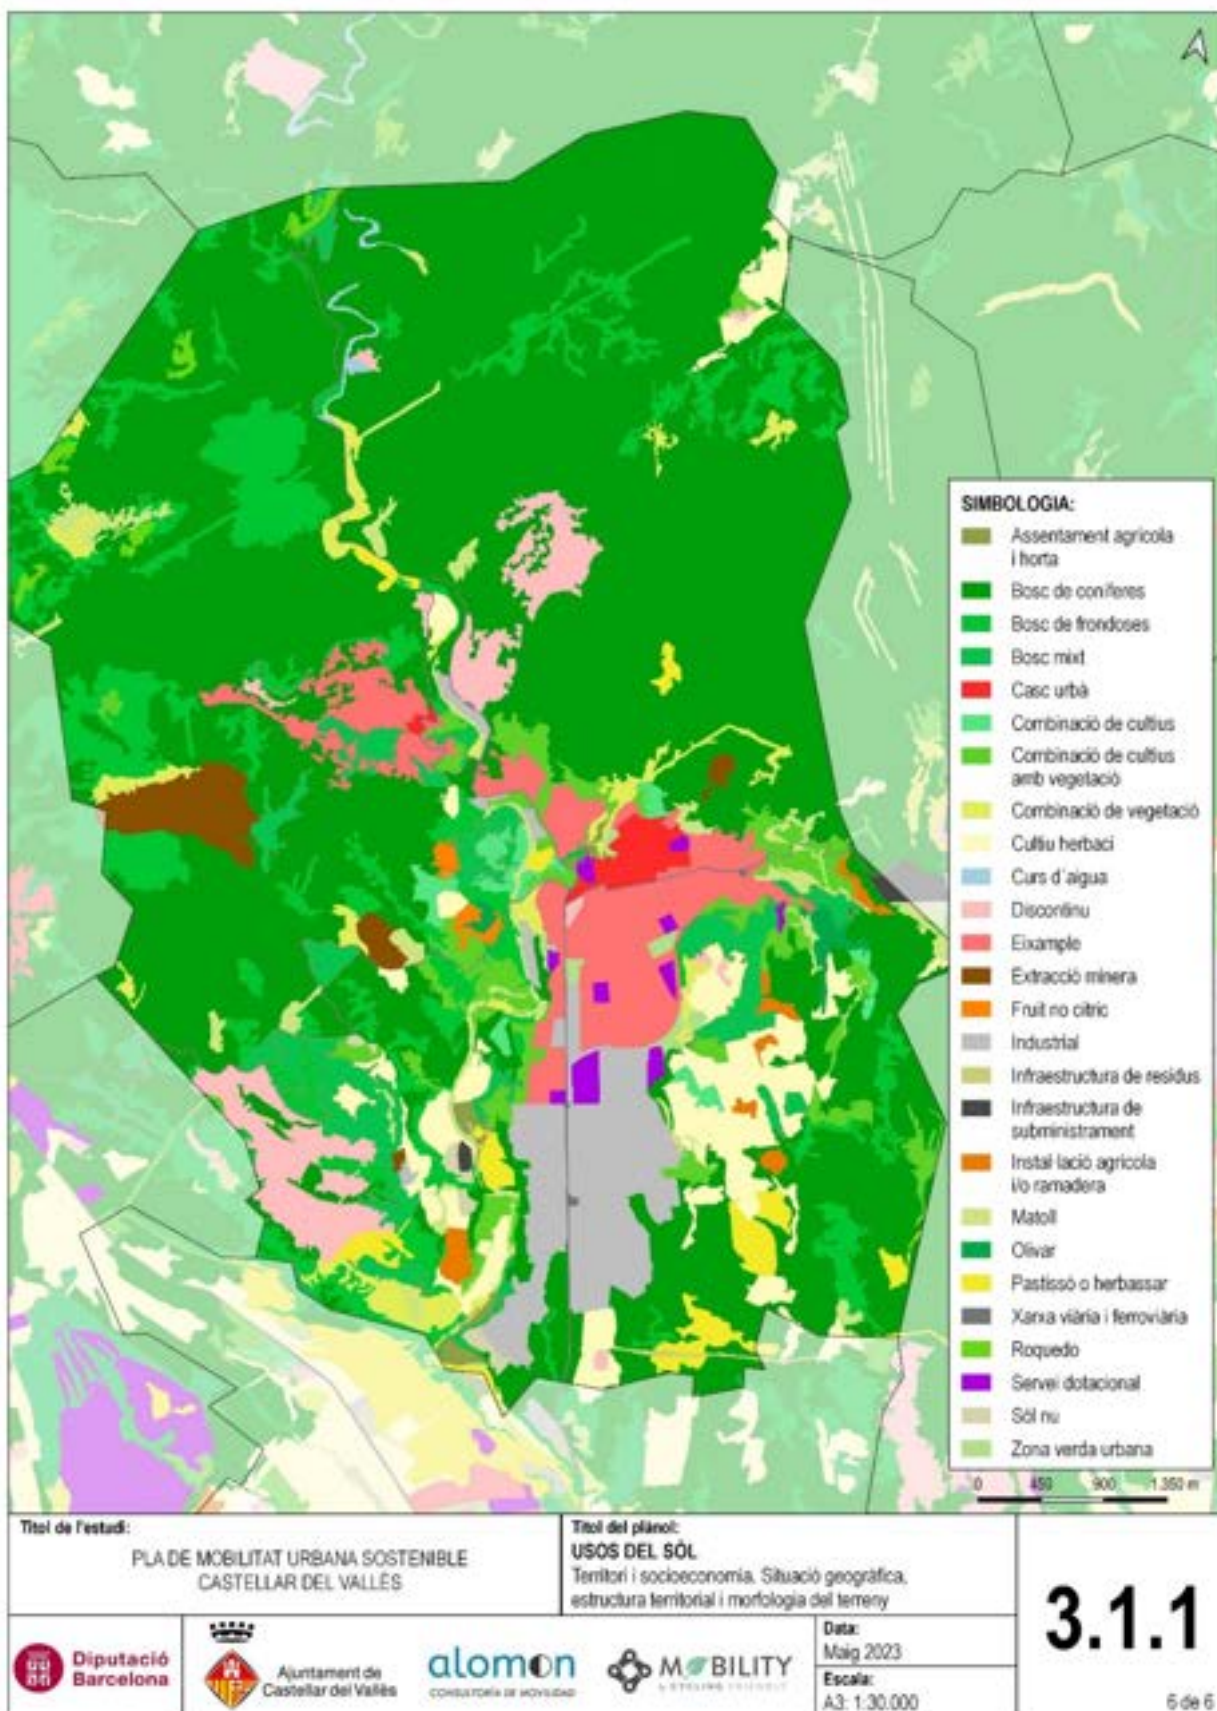 SIMBOLOGIA:
Assentament agrícola
i horta
Bosc de coníferes
Bosc de frondoses
Bosc mixt
Casc urbà
Combinació de cultius
Combinació de cultius
amb vegetació
Combinació de vegetació
Cultiu herbaci
Curs d´aigua
Discontinu
Eixample
Extracció minera
Fruit no cítric
Industrial
Infraestructura de residus
Infraestructura de
subministrament
Instal·lació agrícola
i/o ramadera
Matoll
Olivar
Pastissó o herbassar
Xarxa viària i ferroviària
Roquedo
Servei dotacional
Sòl nu
Zona verda urbana
0 450 900 1.350 m
Títol de l'estudi:
PLA DE MOBILITAT URBANA SOSTENIBLE
CASTELLAR DEL VALLÈS
Títol del plànol:
USOS DEL SÒL
Territori i socioeconomia. Situació geogràfica,
estructura territorial i morfologia del terreny
3.1.1
6 de 6
Diputació
Barcelona
Ajuntament de
Castellar del Vallès
alomon
CONSULTORÍA DE MOVILIDAD
MOBILITY
& CYCLING FRIENDLY
Data:
Maig 2023
Escala:
A3: 1:30.000